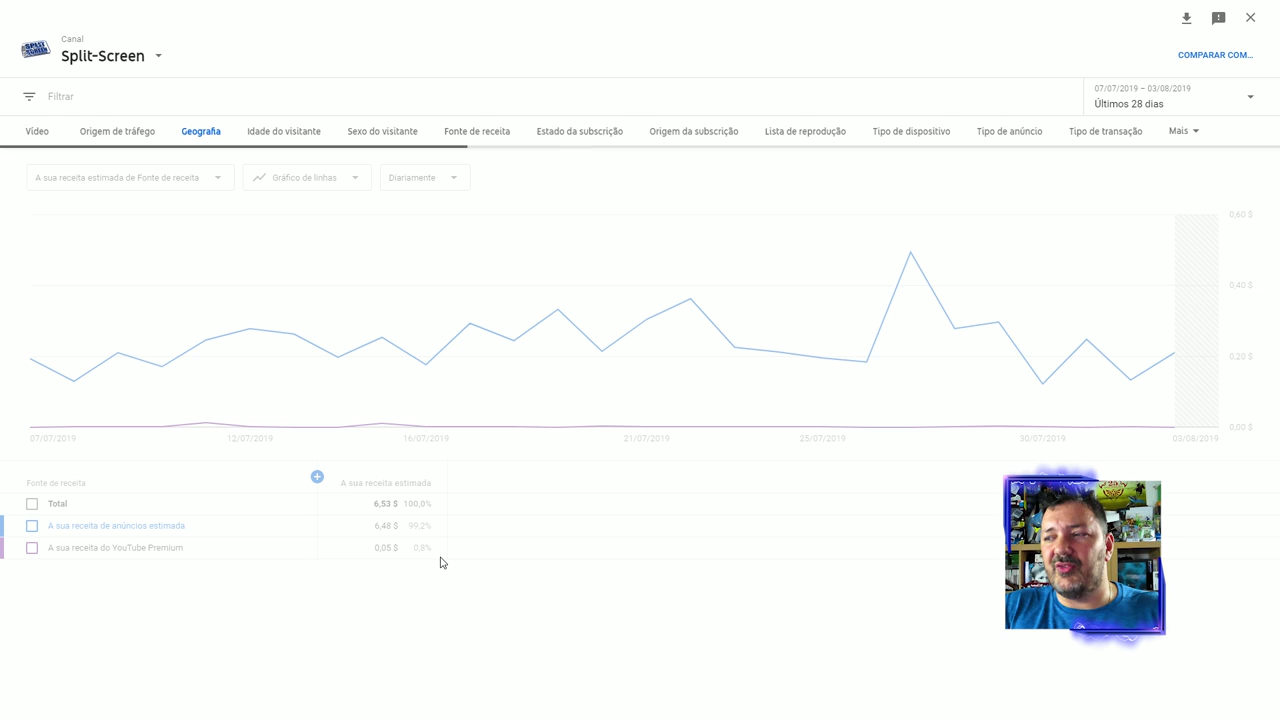 Canal
SPLIT SCREEN
Split-Screen
COMPARAR COM...
Filtrar
07/07/2019 – 03/08/2019
Últimos 28 dias
Vídeo
Origem de tráfego
Geografia
Idade do visitante
Sexo do visitante
Fonte de receita
Estado da subscrição
Origem da subscrição
Lista de reprodução
Tipo de dispositivo
Tipo de anúncio
Tipo de transação
Mais
A sua receita estimada de Fonte de receita
Gráfico de linhas
Diariamente
0,60 $
0,40 $
0,20 $
0,00 $
07/07/2019
12/07/2019
16/07/2019
21/07/2019
25/07/2019
30/07/2019
03/08/2019
Fonte de receita
A sua receita estimada
Total
6,53 $ 100,0%
A sua receita de anúncios estimada
6,48 $ 99,2%
A sua receita do YouTube Premium
0,05 $ 0,8%